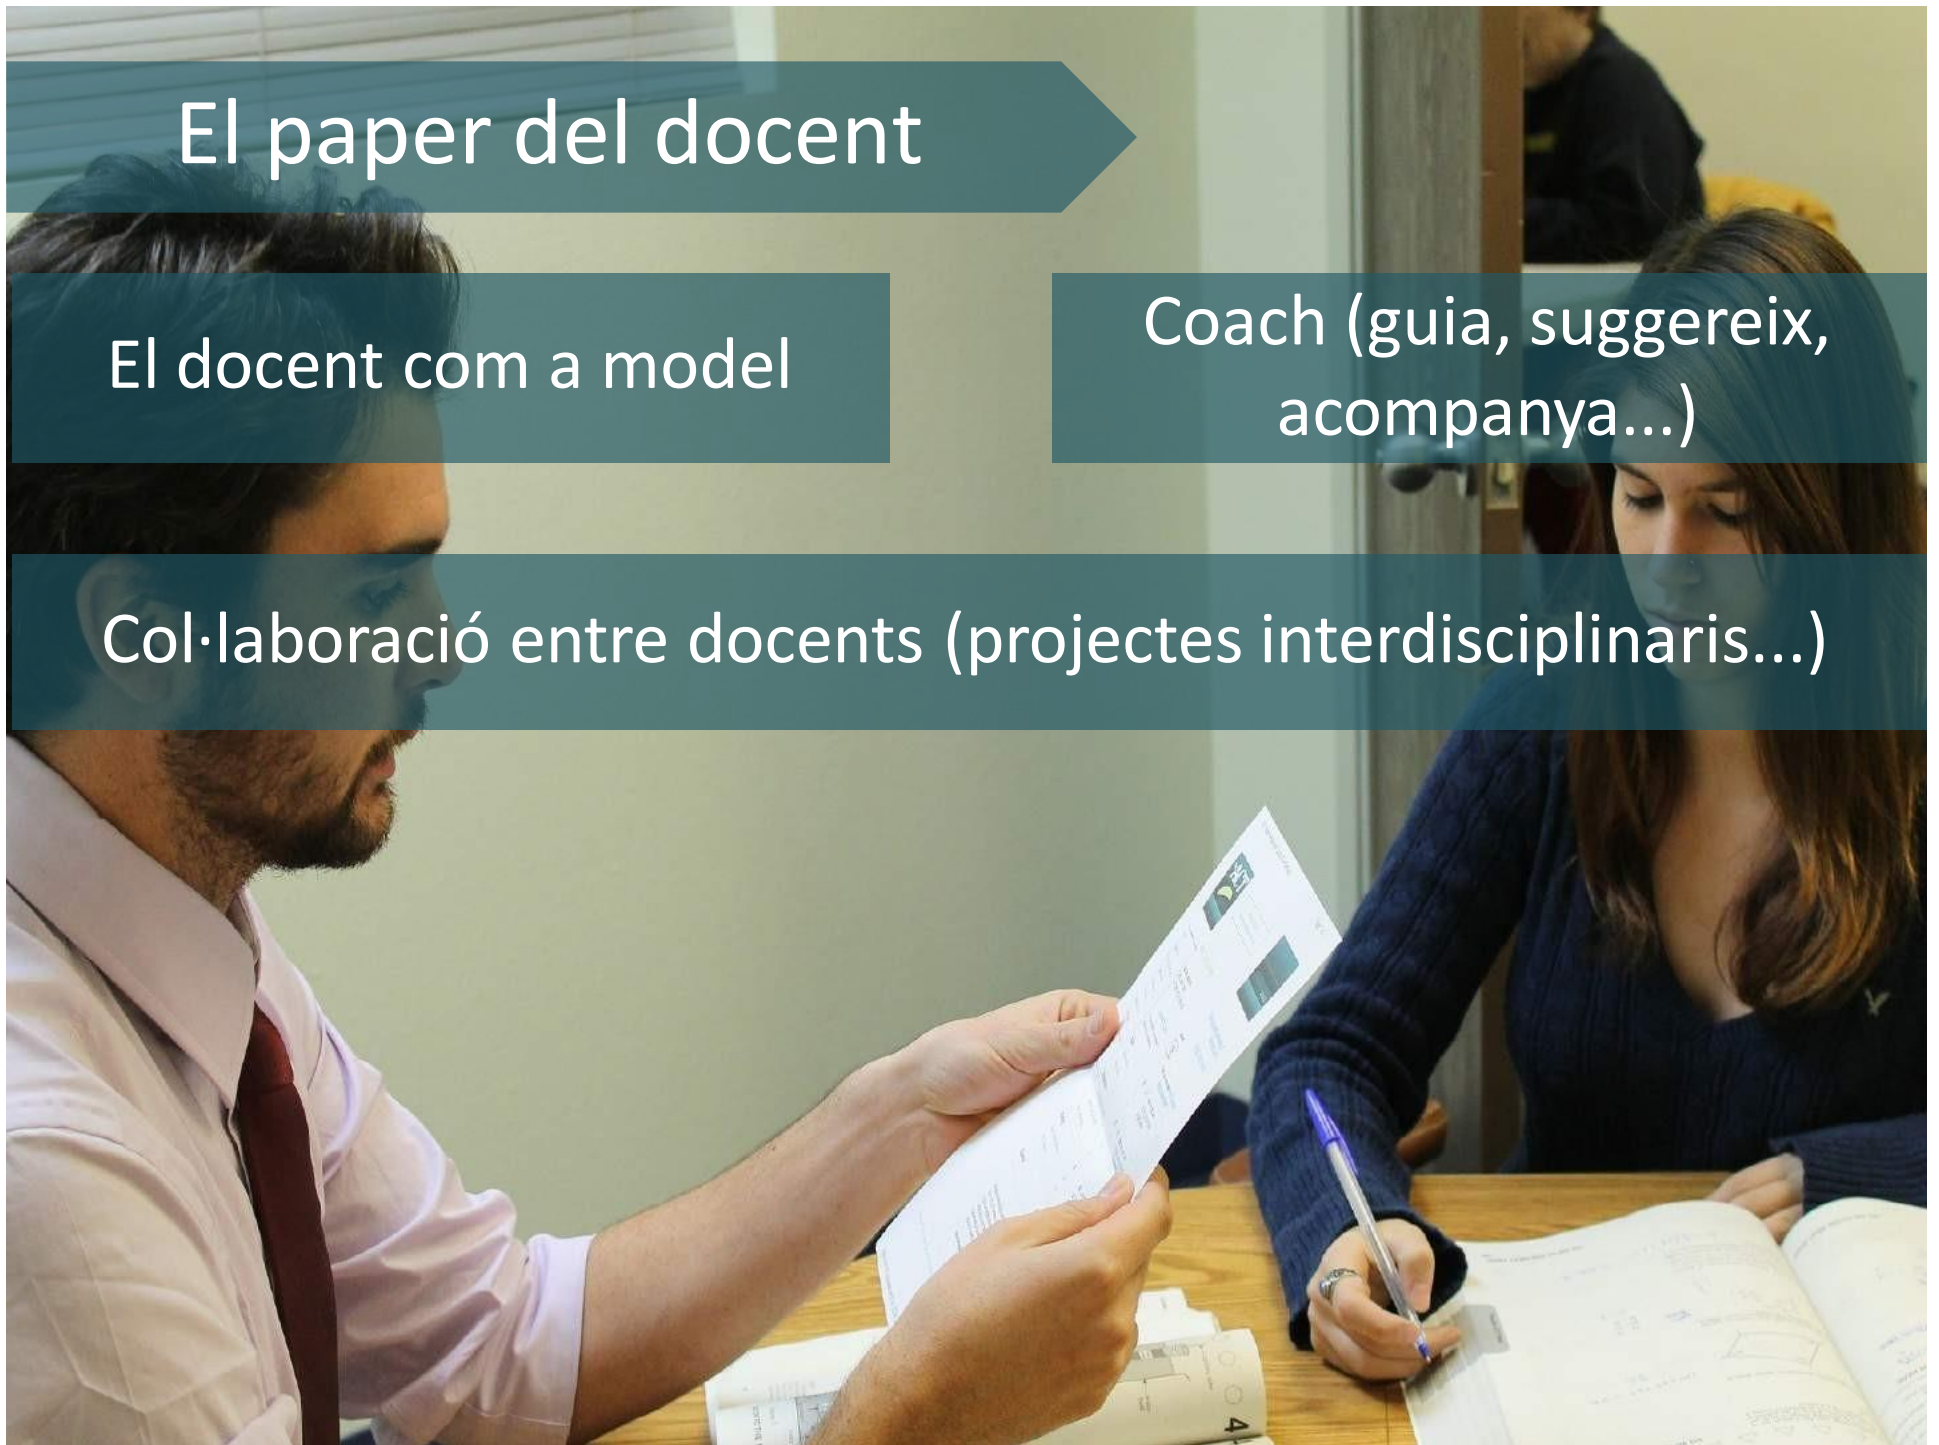 El paper del docent
El docent com a model
Coach (guia, suggereix,
acompanya...)
Col·laboració entre docents (projectes interdisciplinaris...)